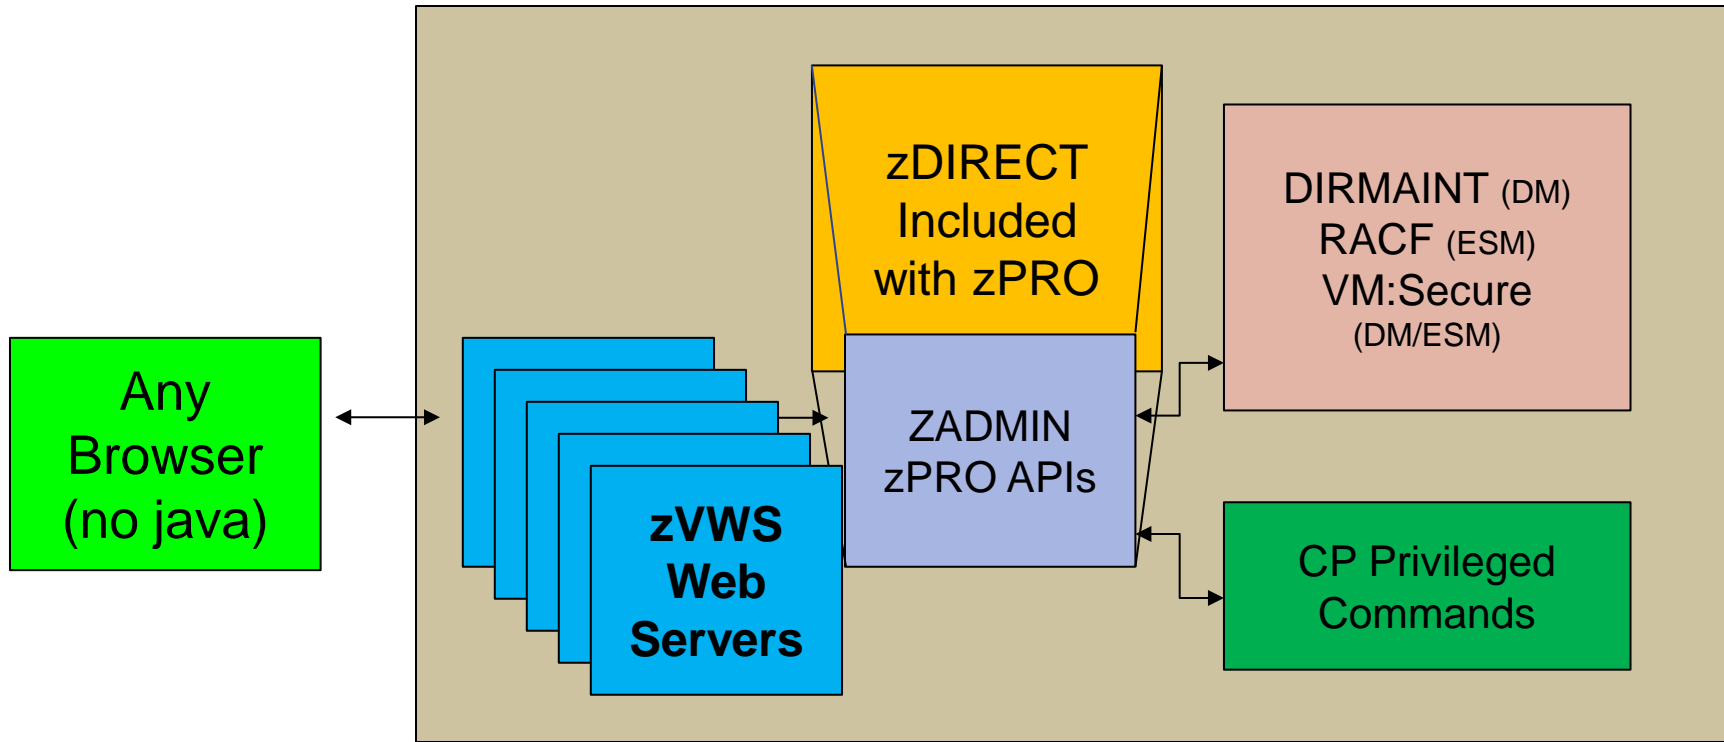 Any
Browser
(no java)
zVWS
Web
Servers
zDIRECT
Included
with zPRO
ZADMIN
zPRO APIs
DIRMAINT (DM)
RACF (ESM)
VM:Secure
(DM/ESM)
CP Privileged
Commands